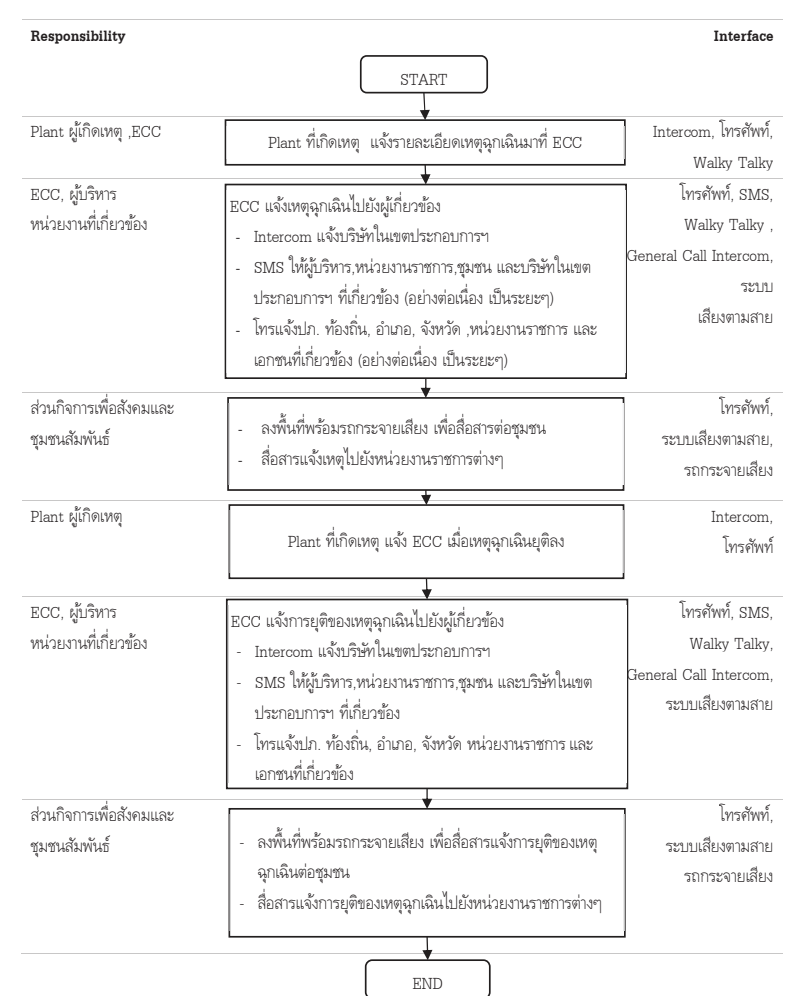 Responsibility
Interface
START
Plant ผู้เกิดเหตุ ,ECC
Plant ที่เกิดเหตุ แจ้งรายละเอียดเหตุฉุกเฉินมาที่ ECC
Intercom, โทรศัพท์,
Walky Talky
ECC, ผู้บริหาร
หน่วยงานที่เกี่ยวข้อง
ECC แจ้งเหตุฉุกเฉินไปยังผู้เกี่ยวข้อง
- Intercom แจ้งบริษัทในเขตประกอบการฯ
- SMS ให้ผู้บริหาร,หน่วยงานราชการ,ชุมชน และบริษัทในเขต
ประกอบการฯ ที่เกี่ยวข้อง (อย่างต่อเนื่อง เป็นระยะๆ)
- โทรแจ้งปภ. ท้องถิ่น, อำเภอ, จังหวัด ,หน่วยงานราชการ และ
เอกชนที่เกี่ยวข้อง (อย่างต่อเนื่อง เป็นระยะๆ)
โทรศัพท์, SMS,
Walky Talky ,
General Call Intercom,
ระบบ
เสียงตามสาย
ส่วนกิจการเพื่อสังคมและ
ชุมชนสัมพันธ์
- ลงพื้นที่พร้อมรถกระจายเสียง เพื่อสื่อสารต่อชุมชน
- สื่อสารแจ้งเหตุไปยังหน่วยงานราชการต่างๆ
โทรศัพท์,
ระบบเสียงตามสาย,
รถกระจายเสียง
Plant ผู้เกิดเหตุ
Plant ที่เกิดเหตุ แจ้ง ECC เมื่อเหตุฉุกเฉินยุติลง
Intercom,
โทรศัพท์
ECC, ผู้บริหาร
หน่วยงานที่เกี่ยวข้อง
ECC แจ้งการยุติของเหตุฉุกเฉินไปยังผู้เกี่ยวข้อง
- Intercom แจ้งบริษัทในเขตประกอบการฯ
- SMS ให้ผู้บริหาร,หน่วยงานราชการ,ชุมชน และบริษัทในเขต
ประกอบการฯ ที่เกี่ยวข้อง
- โทรแจ้งปภ. ท้องถิ่น, อำเภอ, จังหวัด หน่วยงานราชการ และ
เอกชนที่เกี่ยวข้อง
โทรศัพท์, SMS,
Walky Talky,
General Call Intercom,
ระบบเสียงตามสาย
ส่วนกิจการเพื่อสังคมและ
ชุมชนสัมพันธ์
- ลงพื้นที่พร้อมรถกระจายเสียง เพื่อสื่อสารแจ้งการยุติของเหตุ
ฉุกเฉินต่อชุมชน
- สื่อสารแจ้งการยุติของเหตุฉุกเฉินไปยังหน่วยงานราชการต่างๆ
โทรศัพท์,
ระบบเสียงตามสาย
รถกระจายเสียง
END